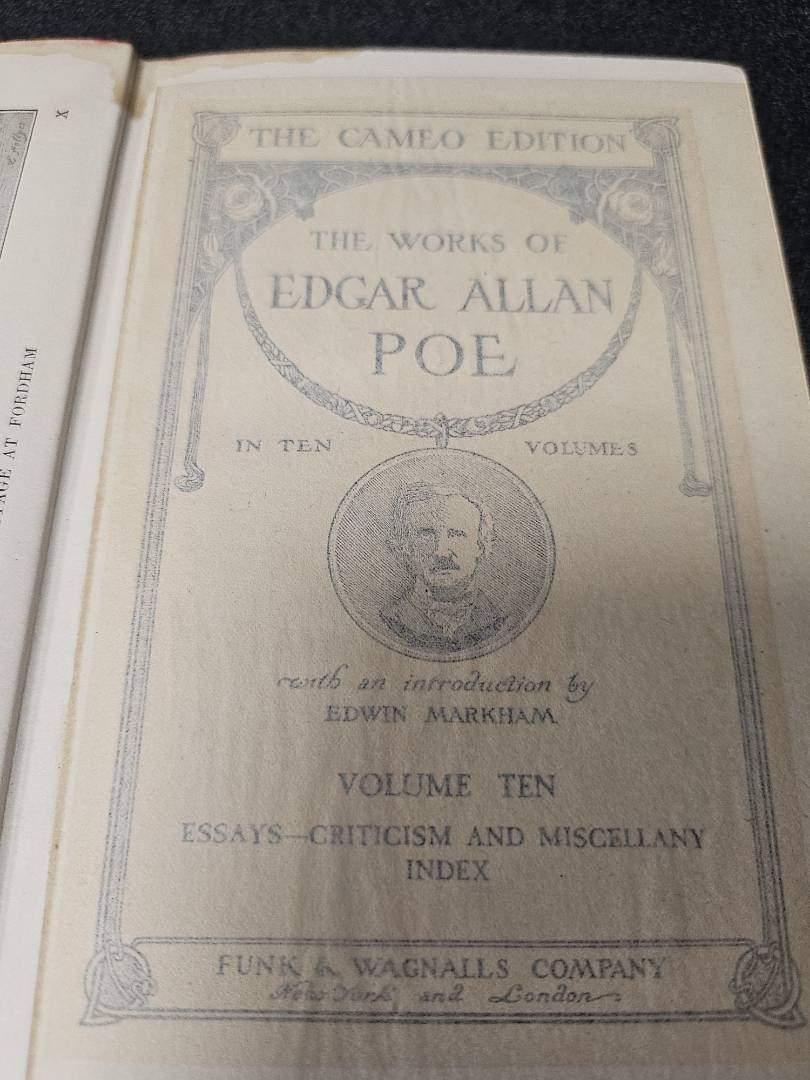 X
AGE AT FORDHAM
THE CAMEO EDITION
THE WORKS OF
EDGAR ALLAN
POE
IN TEN VOLUMES
with an introduction by
EDWIN MARKHAM
VOLUME TEN
ESSAYS—CRITICISM AND MISCELLANY
INDEX
FUNK & WAGNALLS COMPANY
New York and London